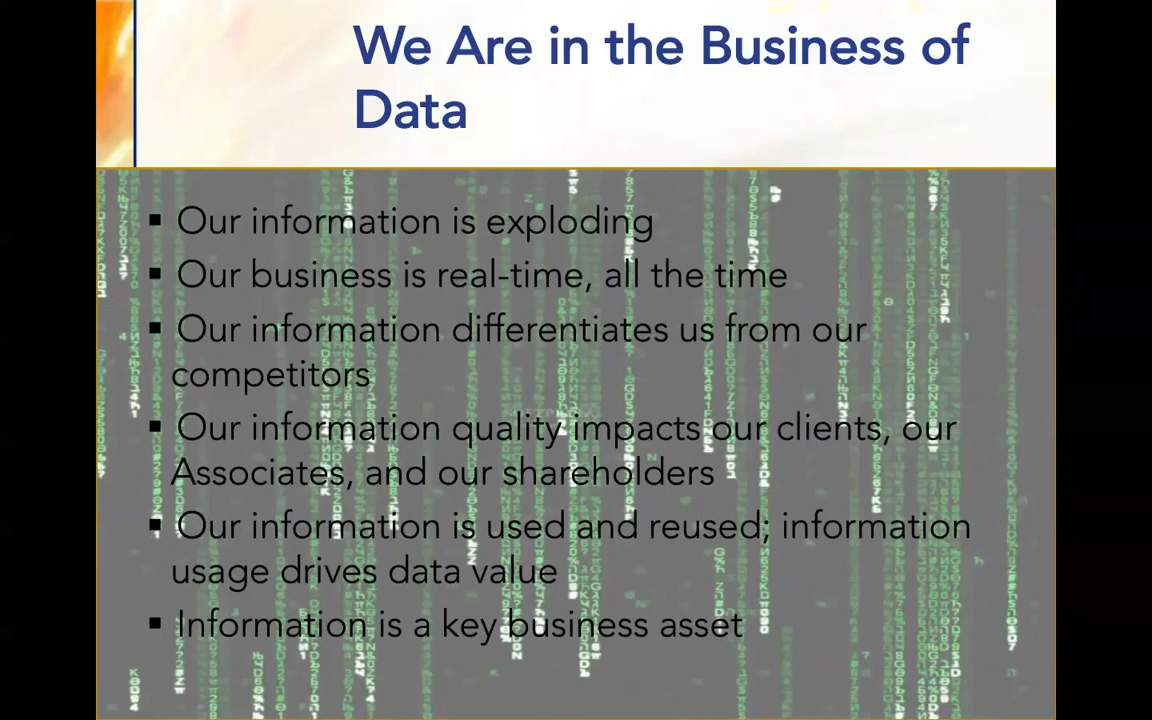 We Are in the Business of
Data
▪ Our information is exploding
▪ Our business is real-time, all the time
▪ Our information differentiates us from our
competitors
▪ Our information quality impacts our clients, our
Associates, and our shareholders
▪ Our information is used and reused; information
usage drives data value
▪ Information is a key business asset